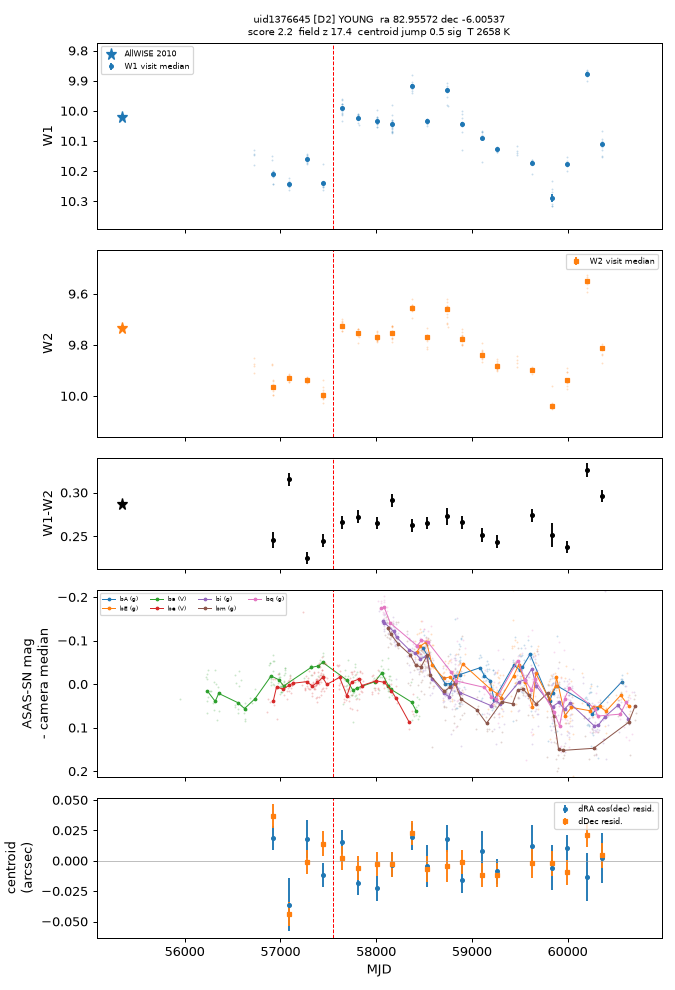 uid1376645 [D2] YOUNG ra 82.95572 dec -6.00537
score 2.2 field z 17.4 centroid jump 0.5 sig T 2658 K
AllWISE 2010
W1 visit median
W1
9.8
9.9
10.0
10.1
10.2
10.3
W2 visit median
W2
9.6
9.8
10.0
W1-W2
0.30
0.25
bA (g)
bE (g)
ba (V)
be (V)
bi (g)
bm (g)
bq (g)
ASAS-SN mag
- camera median
−0.2
−0.1
0.0
0.1
0.2
dRA cos(dec) resid.
dDec resid.
centroid
(arcsec)
0.050
0.025
0.000
−0.025
−0.050
56000
57000
58000
59000
60000
MJD